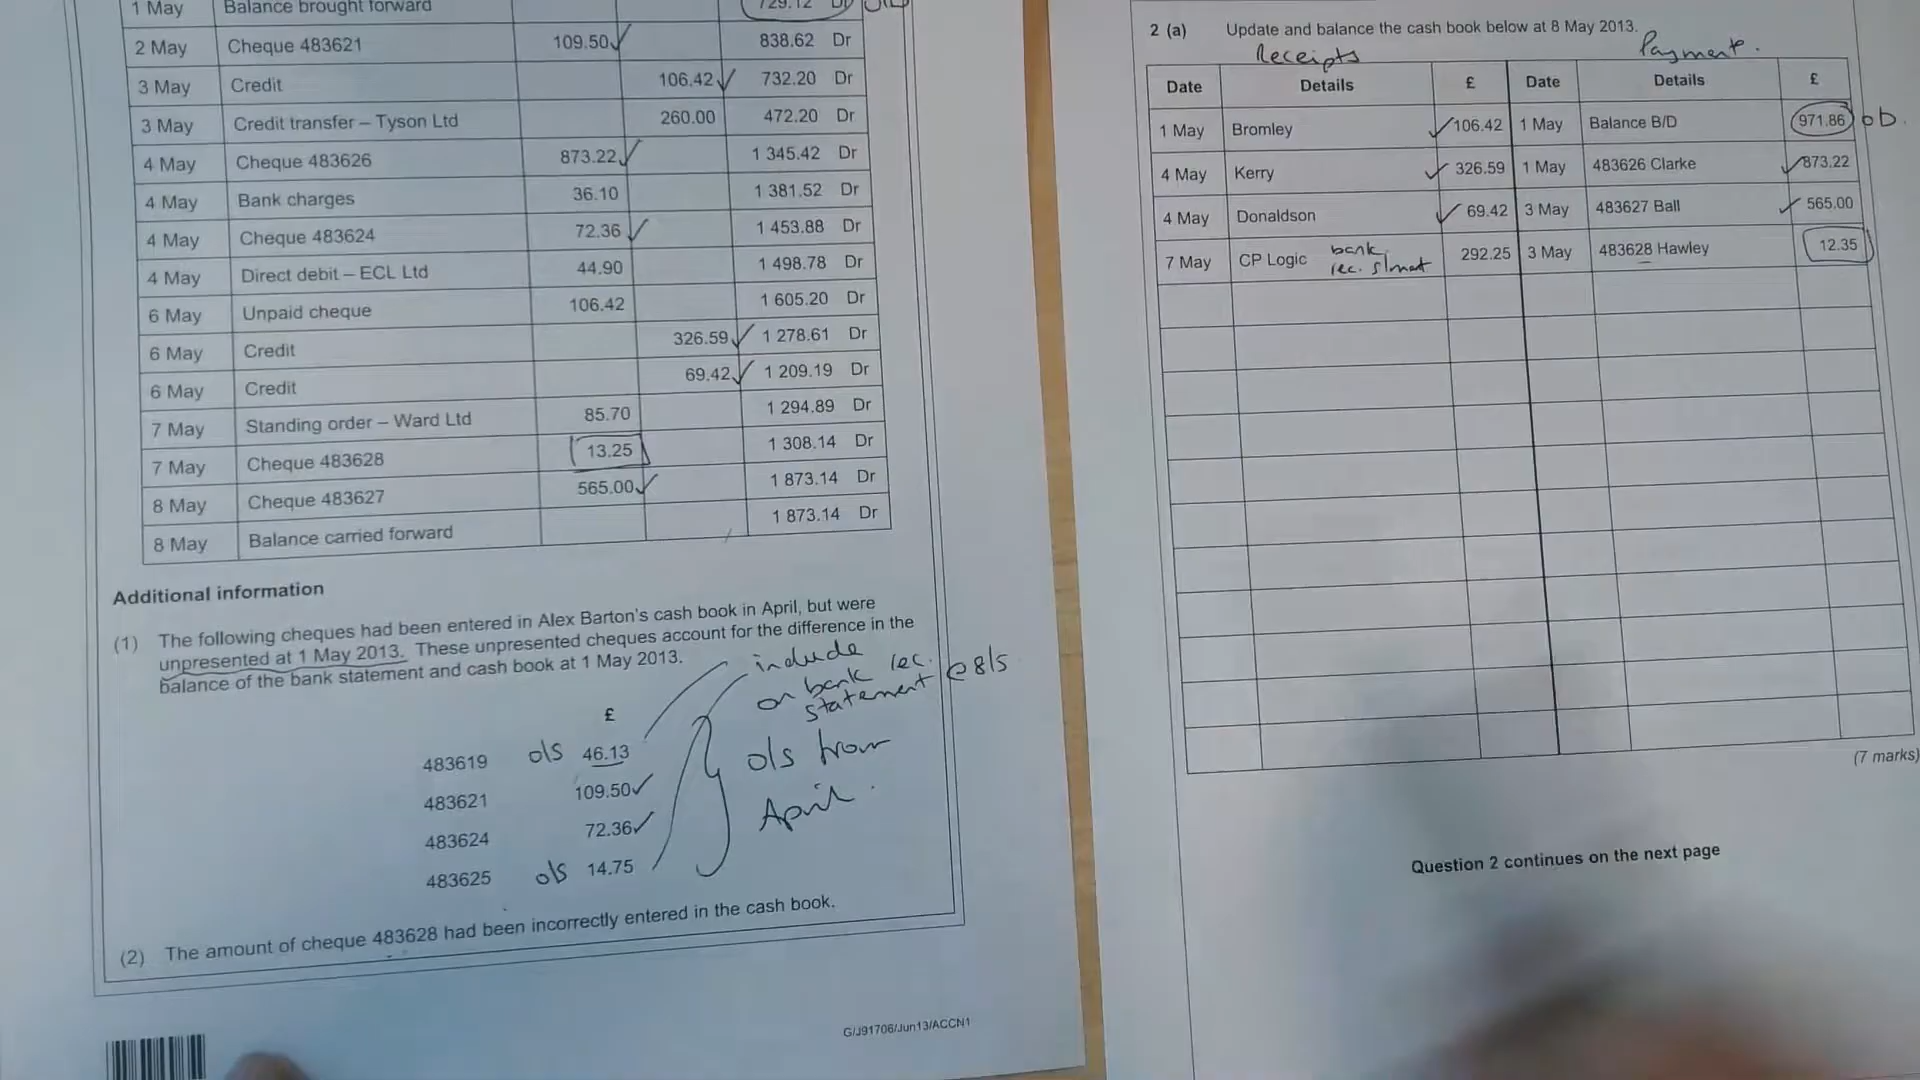 1 May Balance brought forward 729.12 Dr
2 May Cheque 483621 109.50✓ 838.62 Dr
3 May Credit 106.42✓ 732.20 Dr
3 May Credit transfer – Tyson Ltd 260.00 472.20 Dr
4 May Cheque 483626 873.22✓ 1 345.42 Dr
4 May Bank charges 36.10 1 381.52 Dr
4 May Cheque 483624 72.36✓ 1 453.88 Dr
4 May Direct debit – ECL Ltd 44.90 1 498.78 Dr
6 May Unpaid cheque 106.42 1 605.20 Dr
6 May Credit 326.59✓ 1 278.61 Dr
6 May Credit 69.42✓ 1 209.19 Dr
7 May Standing order – Ward Ltd 85.70 1 294.89 Dr
7 May Cheque 483628 13.25 1 308.14 Dr
8 May Cheque 483627 565.00✓ 1 873.14 Dr
8 May Balance carried forward 1 873.14 Dr
Additional information
(1) The following cheques had been entered in Alex Barton's cash book in April, but were
unpresented at 1 May 2013. These unpresented cheques account for the difference in the
balance of the bank statement and cash book at 1 May 2013.
include
on bank rec.
statement @ 8/5
£
483619 o/s 46.13
483621 109.50✓
483624 72.36✓
483625 o/s 14.75
o/s from
April.
(2) The amount of cheque 483628 had been incorrectly entered in the cash book.
G/J91706/Jun13/ACCN1
2 (a) Update and balance the cash book below at 8 May 2013.
Receipts Payments.
Date Details £ Date Details £
1 May Bromley ✓106.42 1 May Balance B/D 971.86 ob.
4 May Kerry ✓326.59 1 May 483626 Clarke ✓873.22
4 May Donaldson ✓69.42 3 May 483627 Ball ✓565.00
7 May CP Logic bank 292.25 3 May 483628 Hawley 12.35
rec. stmnt
(7 marks)
Question 2 continues on the next page